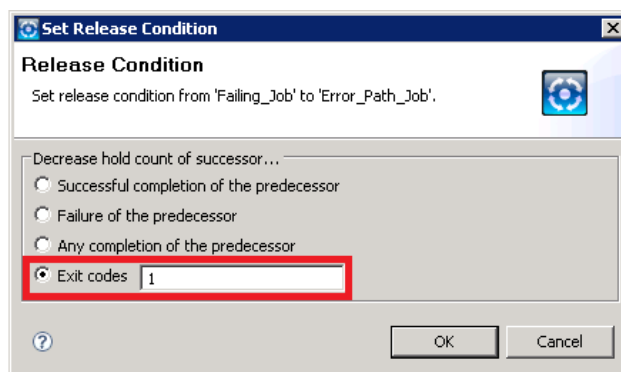 Set Release Condition
Release Condition
Set release condition from 'Failing_Job' to 'Error_Path_Job'.
Decrease hold count of successor...
Successful completion of the predecessor
Failure of the predecessor
Any completion of the predecessor
Exit codes 1
? OK Cancel